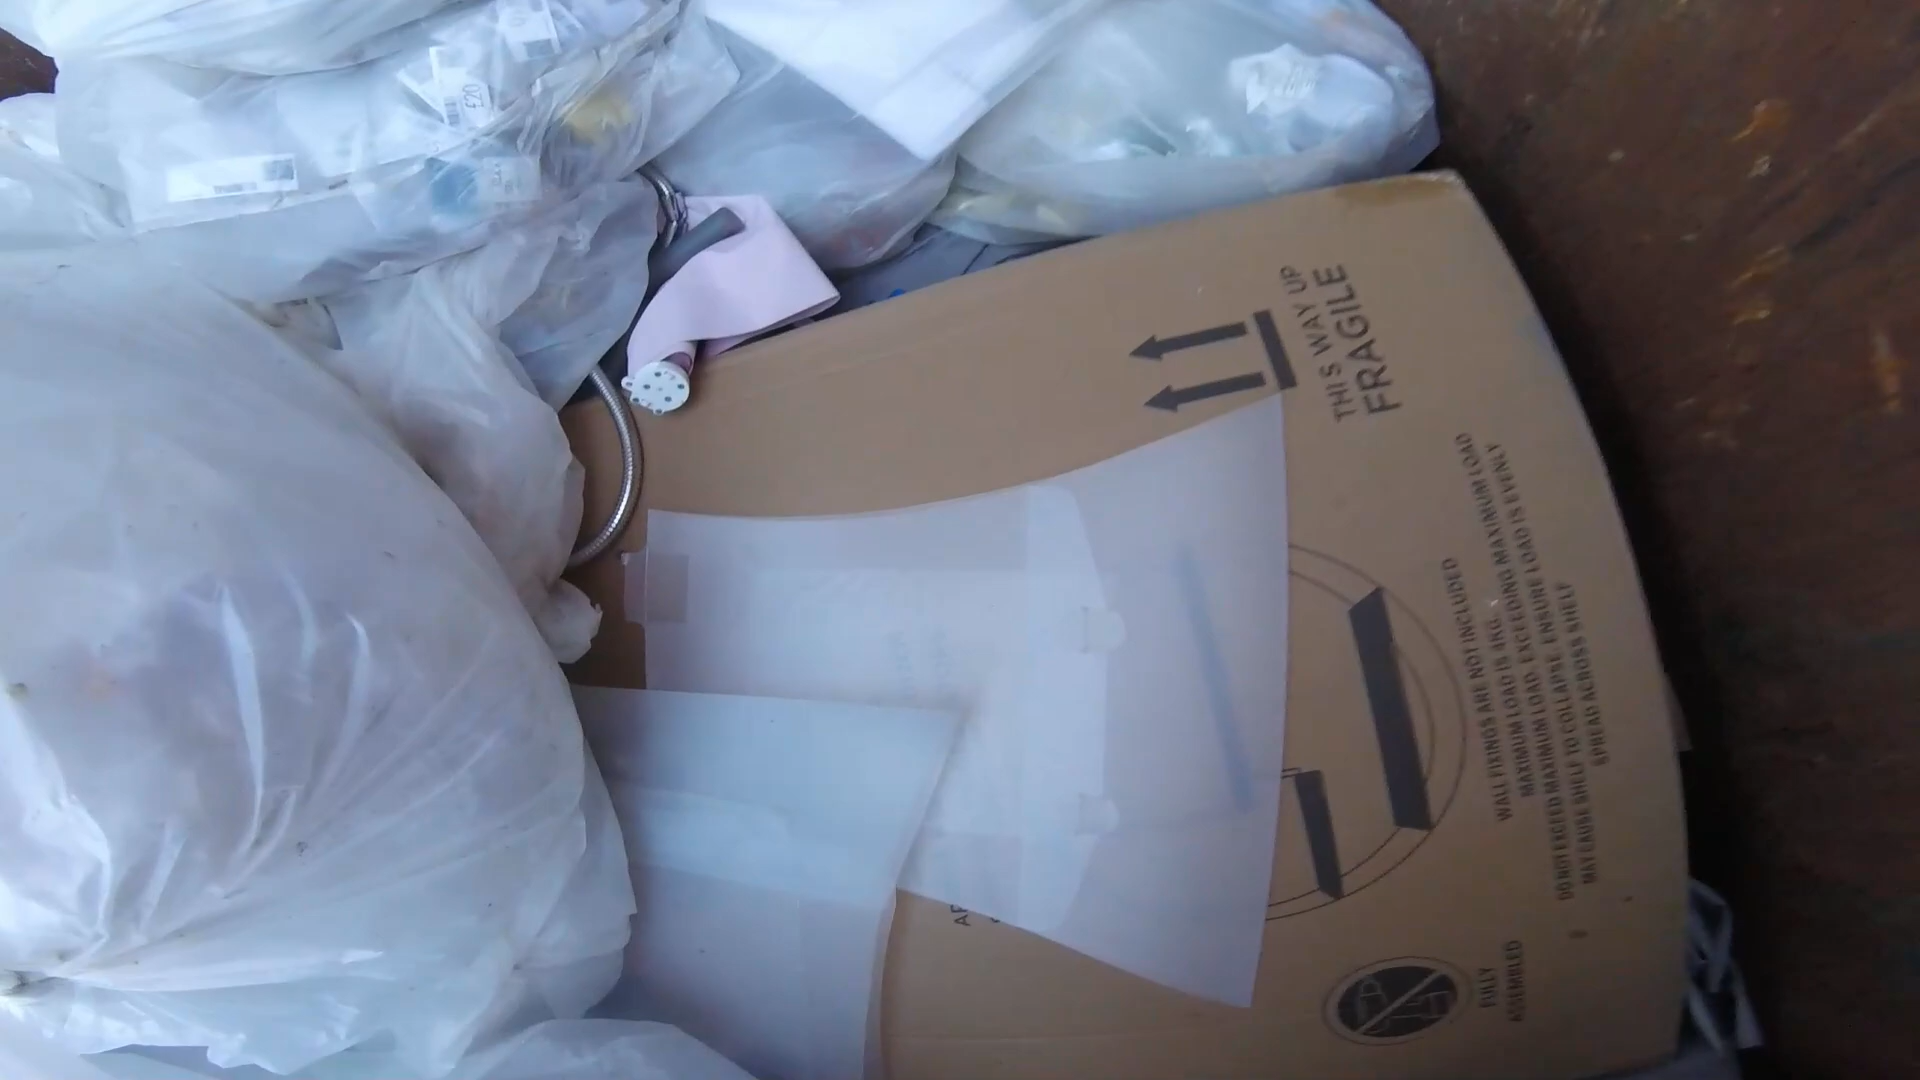 £20
THIS WAY UP
FRAGILE
WALL FIXINGS ARE NOT INCLUDED
MAXIMUM LOAD IS 4KG.
MAXIMUM LOAD. EXCEEDING MAXIMUM LOAD
DO NOT EXCEED MAXIMUM. ENSURE LOAD IS EVENLY
MAY CAUSE SHELF TO COLLAPSE.
SPREAD ACROSS SHELF
FULLY
ASSEMBLED